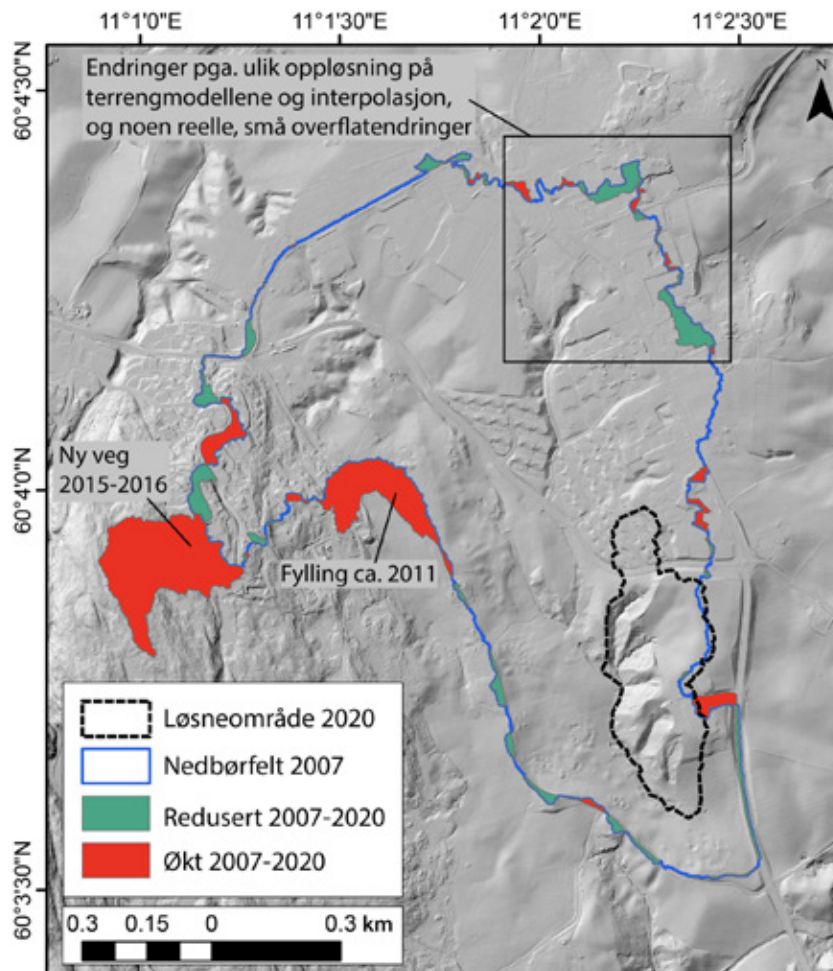 11°1'0"E
11°1'30"E
11°2'0"E
11°2'30"E
60°4'30"N
60°4'0"N
60°3'30"N
N
Endringer pga. ulik oppløsning på
terrengmodellene og interpolasjon,
og noen reelle, små overflatendringer
Ny veg
2015-2016
Fylling ca. 2011
Løsneområde 2020
Nedbørfelt 2007
Redusert 2007-2020
Økt 2007-2020
0.3 0.15 0 0.3 km